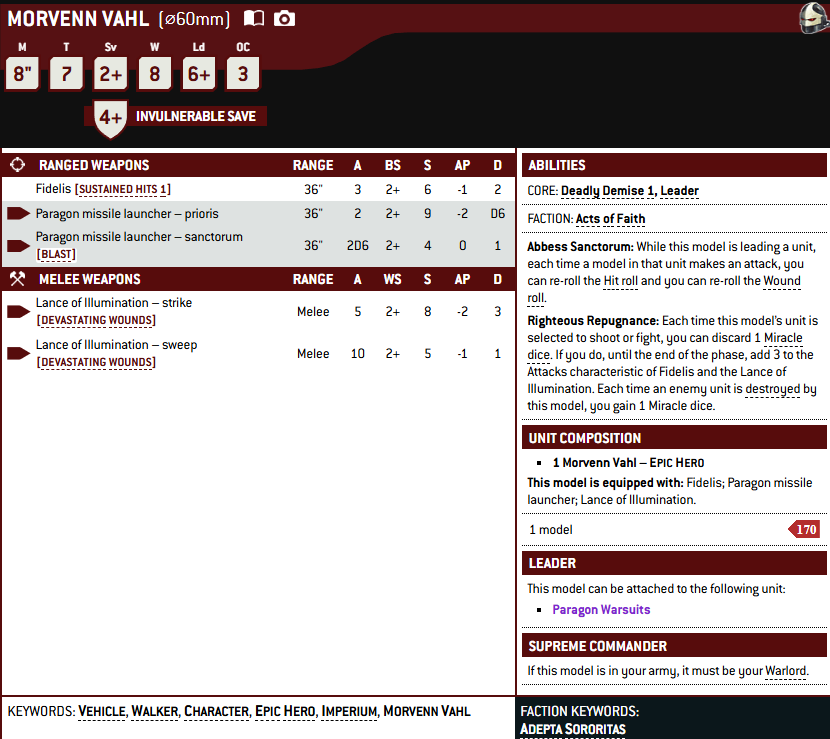 MORVENN VAHL (⌀60mm)
M T Sv W Ld OC
8" 7 2+ 8 6+ 3
4+ INVULNERABLE SAVE
RANGED WEAPONS RANGE A BS S AP D
Fidelis [SUSTAINED HITS 1] 36" 3 2+ 6 -1 2
Paragon missile launcher – prioris 36" 2 2+ 9 -2 D6
Paragon missile launcher – sanctorum
[BLAST] 36" 2D6 2+ 4 0 1
MELEE WEAPONS RANGE A WS S AP D
Lance of Illumination – strike
[DEVASTATING WOUNDS] Melee 5 2+ 8 -2 3
Lance of Illumination – sweep
[DEVASTATING WOUNDS] Melee 10 2+ 5 -1 1
ABILITIES
CORE: Deadly Demise 1, Leader
FACTION: Acts of Faith
Abbess Sanctorum: While this model is leading a unit,
each time a model in that unit makes an attack, you
can re-roll the Hit roll and you can re-roll the Wound
roll.
Righteous Repugnance: Each time this model's unit is
selected to shoot or fight, you can discard 1 Miracle
dice. If you do, until the end of the phase, add 3 to the
Attacks characteristic of Fidelis and the Lance of
Illumination. Each time an enemy unit is destroyed by
this model, you gain 1 Miracle dice.
UNIT COMPOSITION
▪ 1 Morvenn Vahl – EPIC HERO
This model is equipped with: Fidelis; Paragon missile
launcher; Lance of Illumination.
1 model 170
LEADER
This model can be attached to the following unit:
▪ Paragon Warsuits
SUPREME COMMANDER
If this model is in your army, it must be your Warlord.
KEYWORDS: VEHICLE, WALKER, CHARACTER, EPIC HERO, IMPERIUM, MORVENN VAHL
FACTION KEYWORDS:
ADEPTA SORORITAS